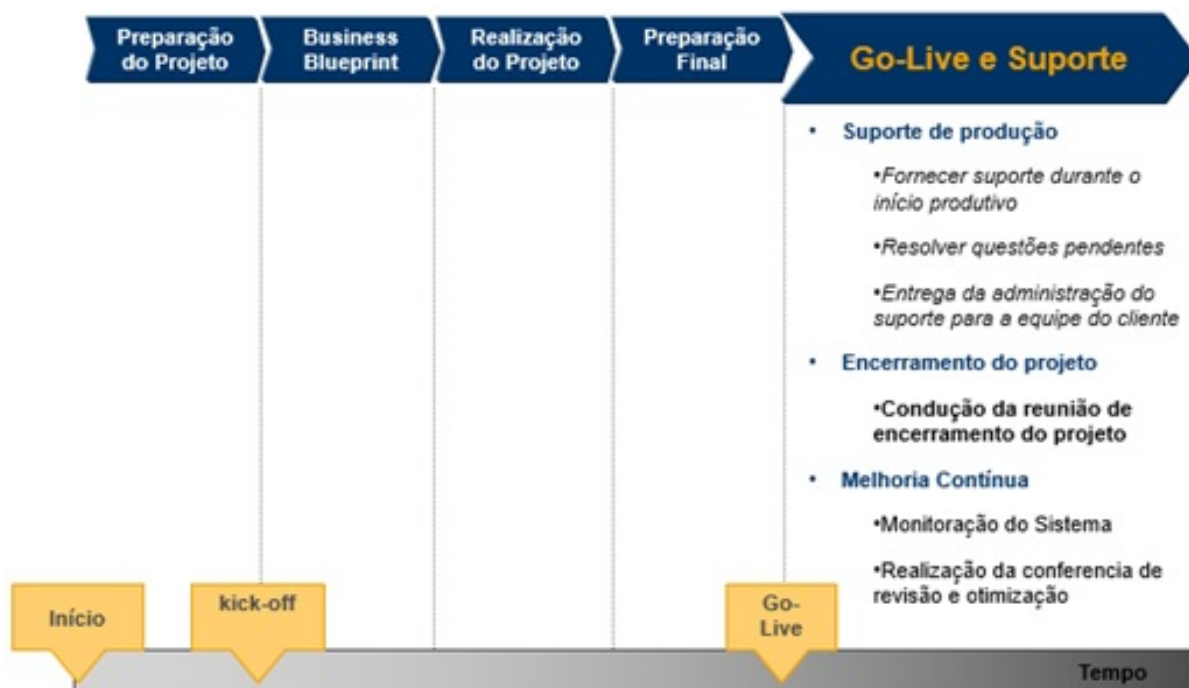 Preparação
do Projeto
Business
Blueprint
Realização
do Projeto
Preparação
Final
Go-Live e Suporte
• Suporte de produção
•Fornecer suporte durante o
início produtivo
•Resolver questões pendentes
•Entrega da administração do
suporte para a equipe do cliente
• Encerramento do projeto
•Condução da reunião de
encerramento do projeto
• Melhoria Contínua
•Monitoração do Sistema
•Realização da conferencia de
revisão e otimização
Início
kick-off
Go-
Live
Tempo